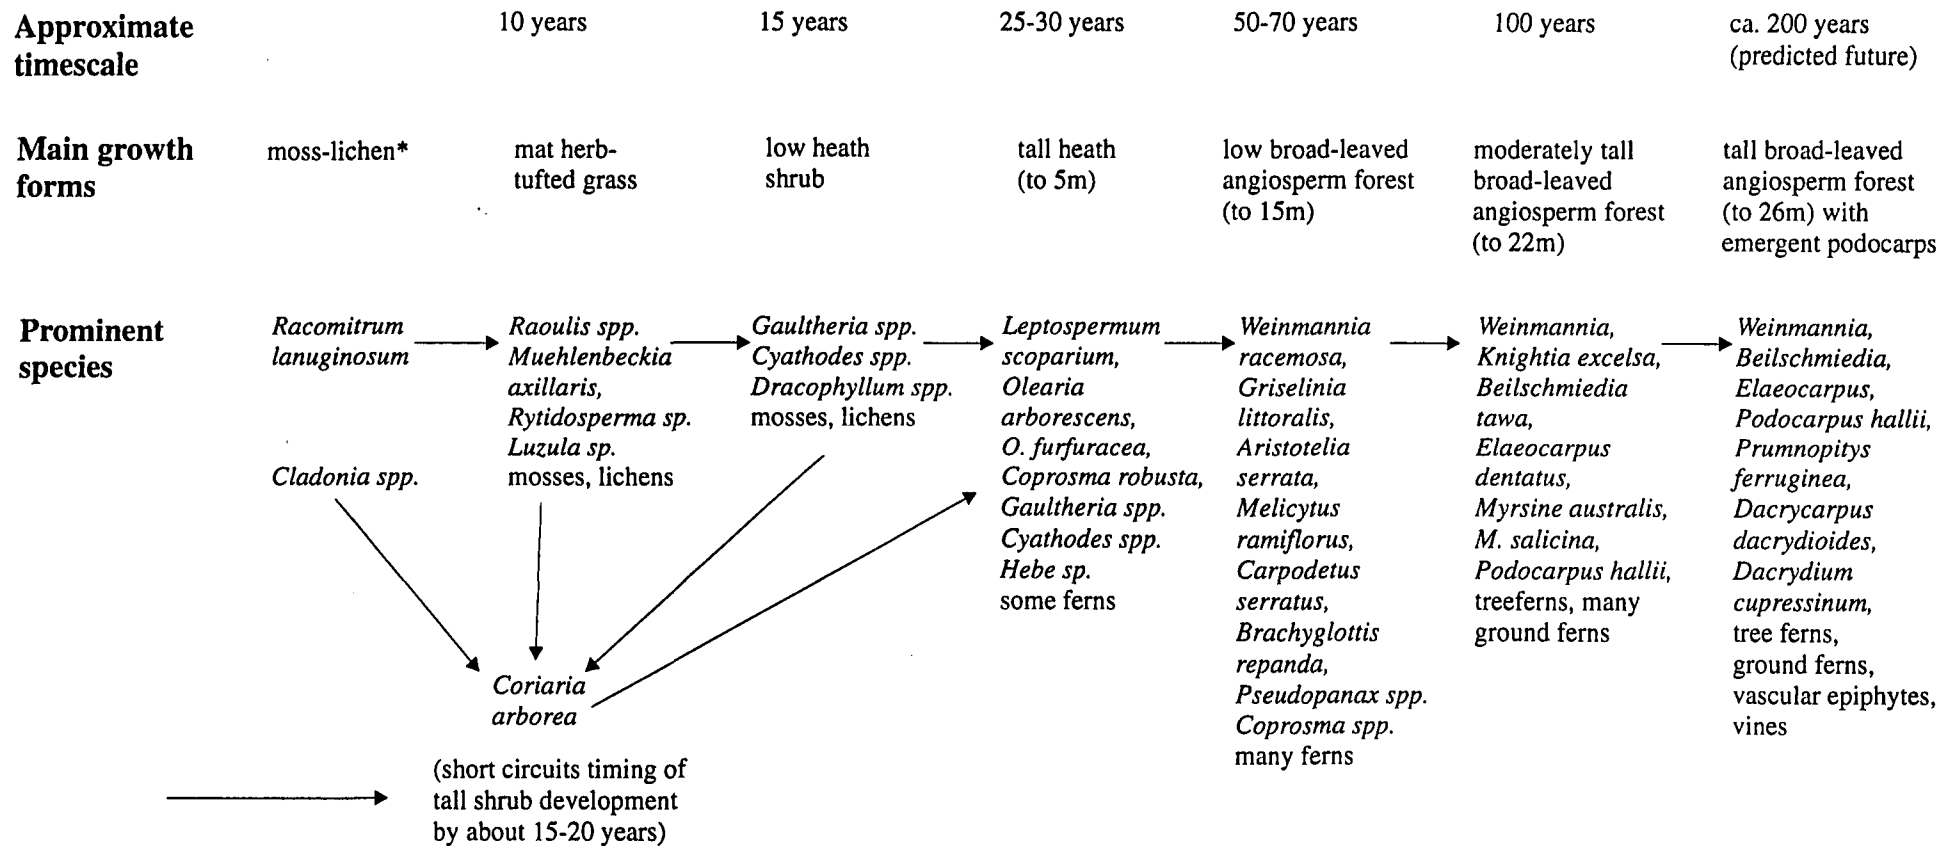 Approximate
timescale
10 years
15 years
25-30 years
50-70 years
100 years
ca. 200 years
(predicted future)
Main growth
forms
moss-lichen*
mat herb-
tufted grass
low heath
shrub
tall heath
(to 5m)
low broad-leaved
angiosperm forest
(to 15m)
moderately tall
broad-leaved
angiosperm forest
(to 22m)
tall broad-leaved
angiosperm forest
(to 26m) with
emergent podocarps
Prominent
species
Racomitrum
lanuginosum
Cladonia spp.
Raoulis spp.
Muehlenbeckia
axillaris,
Rytidosperma sp.
Luzula sp.
mosses, lichens
Gaultheria spp.
Cyathodes spp.
Dracophyllum spp.
mosses, lichens
Leptospermum
scoparium,
Olearia
arborescens,
O. furfuracea,
Coprosma robusta,
Gaultheria spp.
Cyathodes spp.
Hebe sp.
some ferns
Weinmannia
racemosa,
Griselinia
littoralis,
Aristotelia
serrata,
Melicytus
ramiflorus,
Carpodetus
serratus,
Brachyglottis
repanda,
Pseudopanax spp.
Coprosma spp.
many ferns
Weinmannia,
Knightia excelsa,
Beilschmiedia
tawa,
Elaeocarpus
dentatus,
Myrsine australis,
M. salicina,
Podocarpus hallii,
treeferns, many
ground ferns
Weinmannia,
Beilschmiedia,
Elaeocarpus,
Podocarpus hallii,
Prumnopitys
ferruginea,
Dacrycarpus
dacrydioides,
Dacrydium
cupressinum,
tree ferns,
ground ferns,
vascular epiphytes,
vines
Coriaria
arborea
(short circuits timing of
tall shrub development
by about 15-20 years)